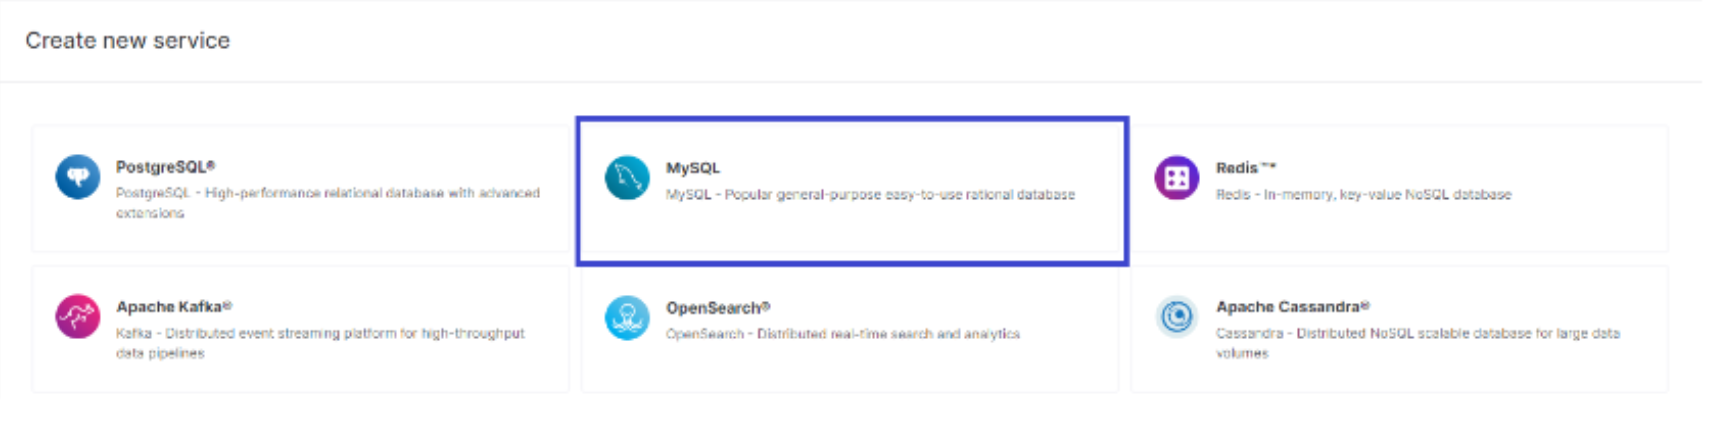 Create new service
PostgreSQL®
PostgreSQL - High-performance relational database with advanced
extensions
MySQL
MySQL - Popular general-purpose easy-to-use rational database
Redis™*
Redis - In-memory, key-value NoSQL database
Apache Kafka®
Kafka - Distributed event streaming platform for high-throughput
data pipelines
OpenSearch®
OpenSearch - Distributed real-time search and analytics
Apache Cassandra®
Cassandra - Distributed NoSQL scalable database for large data
volumes